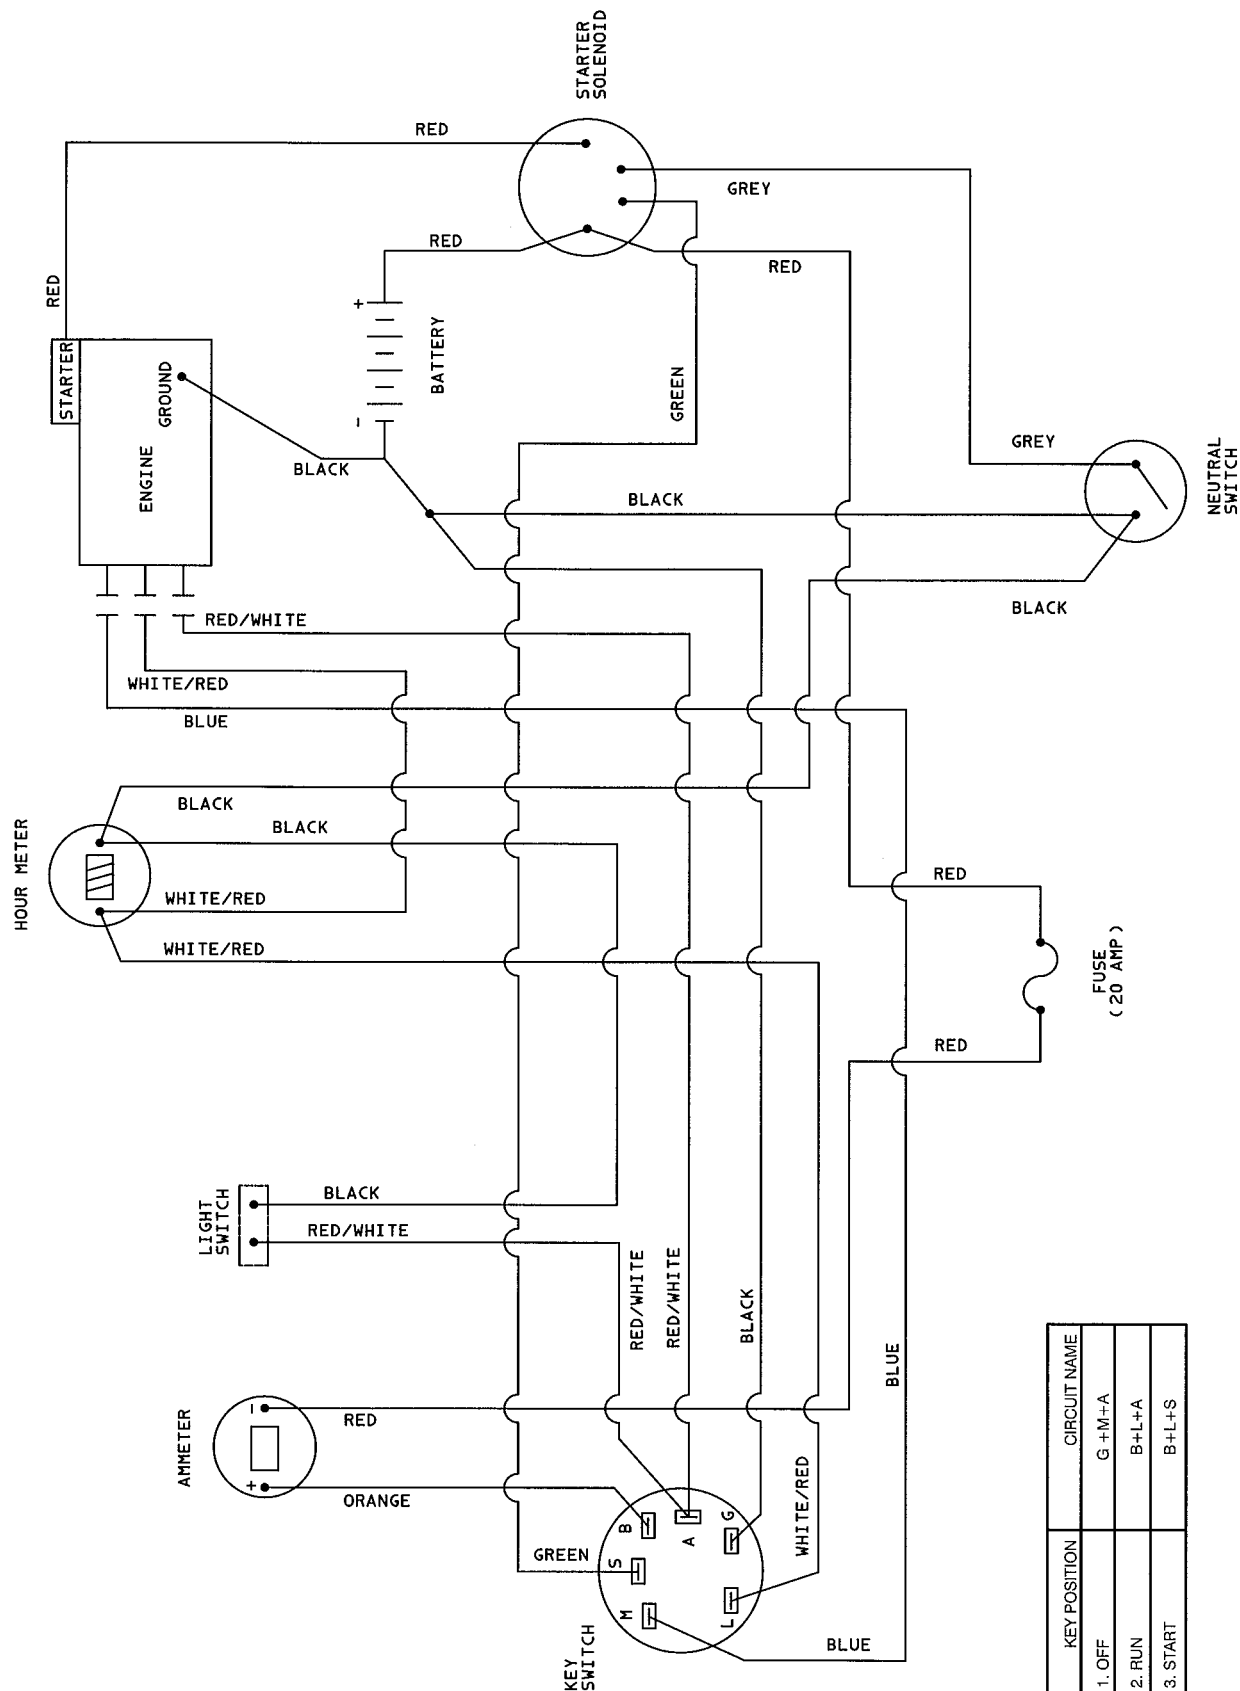 STARTER
SOLENOID
RED
GREY
RED
RED
RED
STARTER
ENGINE
GROUND
+
-
BATTERY
BLACK
GREEN
BLACK
GREY
NEUTRAL
SWITCH
BLACK
RED/WHITE
WHITE/RED
BLUE
BLACK
BLACK
HOUR METER
WHITE/RED
WHITE/RED
RED
FUSE
(20 AMP)
RED
LIGHT
SWITCH
BLACK
RED/WHITE
RED/WHITE
RED/WHITE
BLACK
BLUE
AMMETER
-
+
RED
ORANGE
WHITE/RED
GREEN
B
S
M
A
G
L
KEY
SWITCH
BLUE
KEY POSITION CIRCUIT NAME
1. OFF G +M+A
2. RUN B+L+A
3. START B+L+S